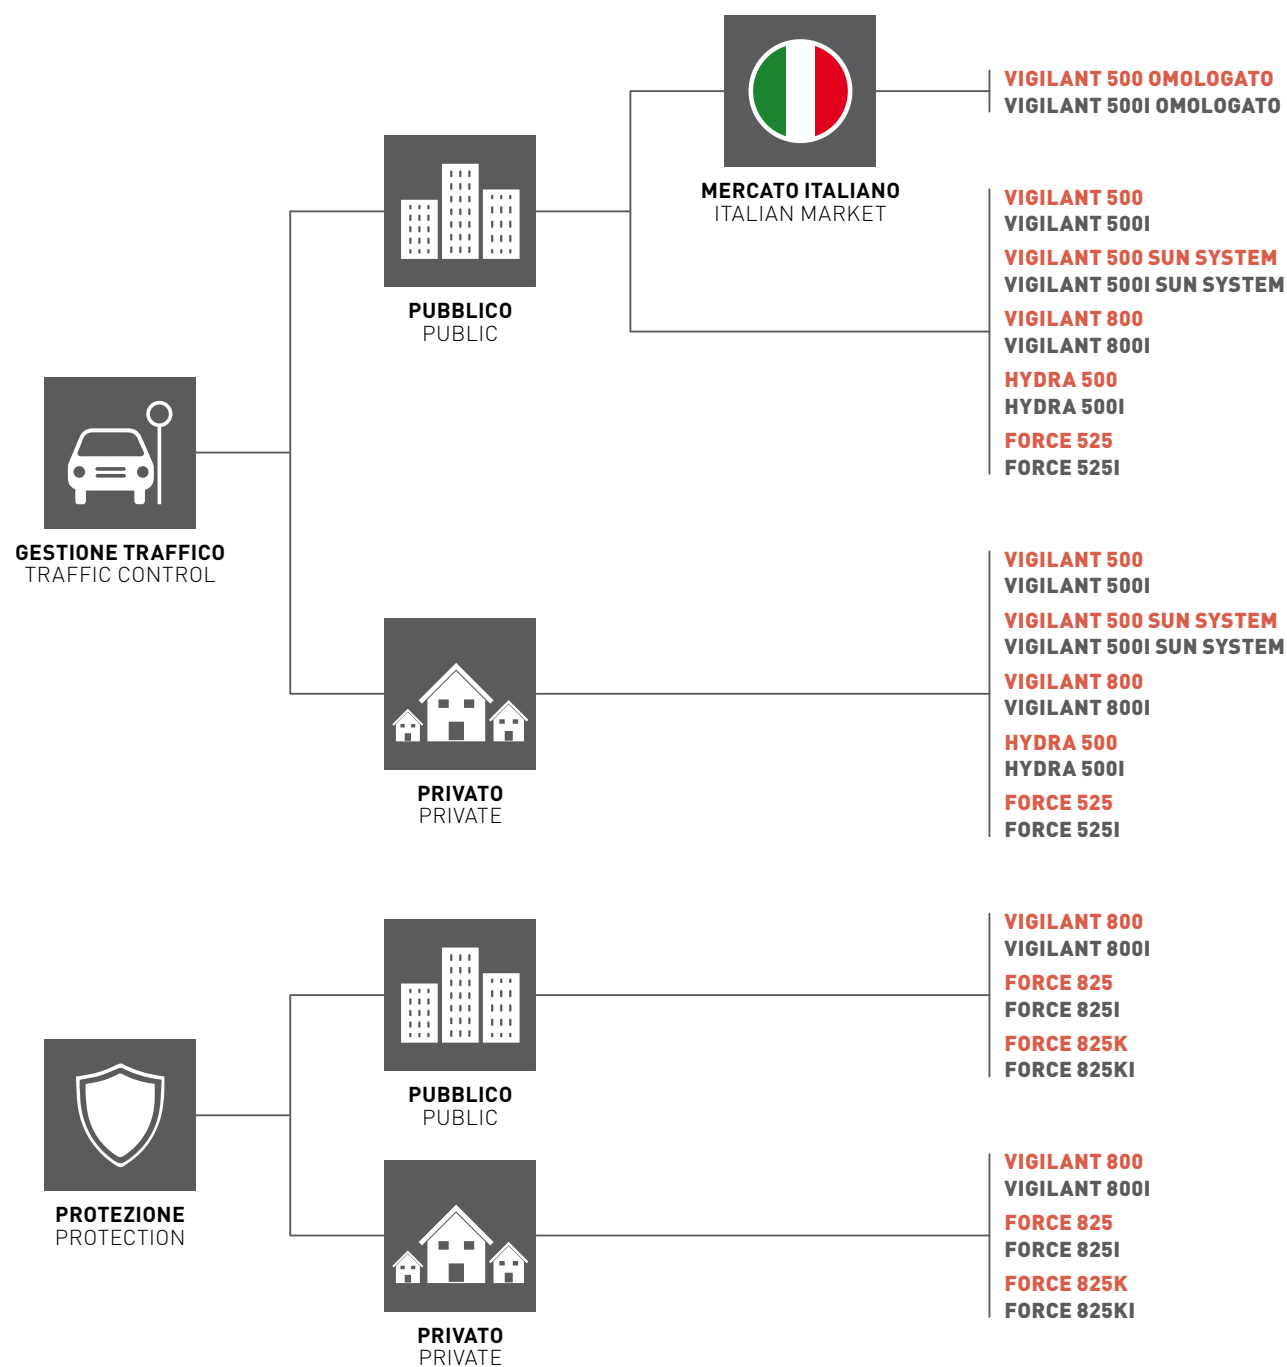 VIGILANT 500 OMOLOGATO
VIGILANT 500I OMOLOGATO
MERCATO ITALIANO
ITALIAN MARKET
VIGILANT 500
VIGILANT 500I
VIGILANT 500 SUN SYSTEM
VIGILANT 500I SUN SYSTEM
VIGILANT 800
VIGILANT 800I
HYDRA 500
HYDRA 500I
FORCE 525
FORCE 525I
PUBBLICO
PUBLIC
GESTIONE TRAFFICO
TRAFFIC CONTROL
VIGILANT 500
VIGILANT 500I
VIGILANT 500 SUN SYSTEM
VIGILANT 500I SUN SYSTEM
VIGILANT 800
VIGILANT 800I
HYDRA 500
HYDRA 500I
FORCE 525
FORCE 525I
PRIVATO
PRIVATE
VIGILANT 800
VIGILANT 800I
FORCE 825
FORCE 825I
FORCE 825K
FORCE 825KI
PUBBLICO
PUBLIC
PROTEZIONE
PROTECTION
VIGILANT 800
VIGILANT 800I
FORCE 825
FORCE 825I
FORCE 825K
FORCE 825KI
PRIVATO
PRIVATE